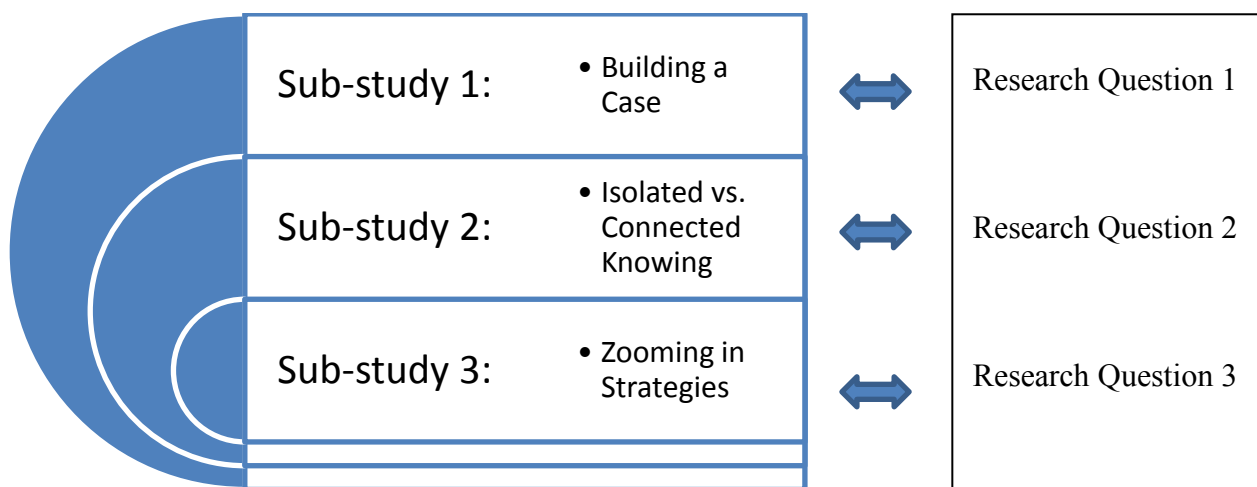 Sub-study 1:
• Building a
Case
Research Question 1
Sub-study 2:
• Isolated vs.
Connected
Knowing
Research Question 2
Sub-study 3:
• Zooming in
Strategies
Research Question 3